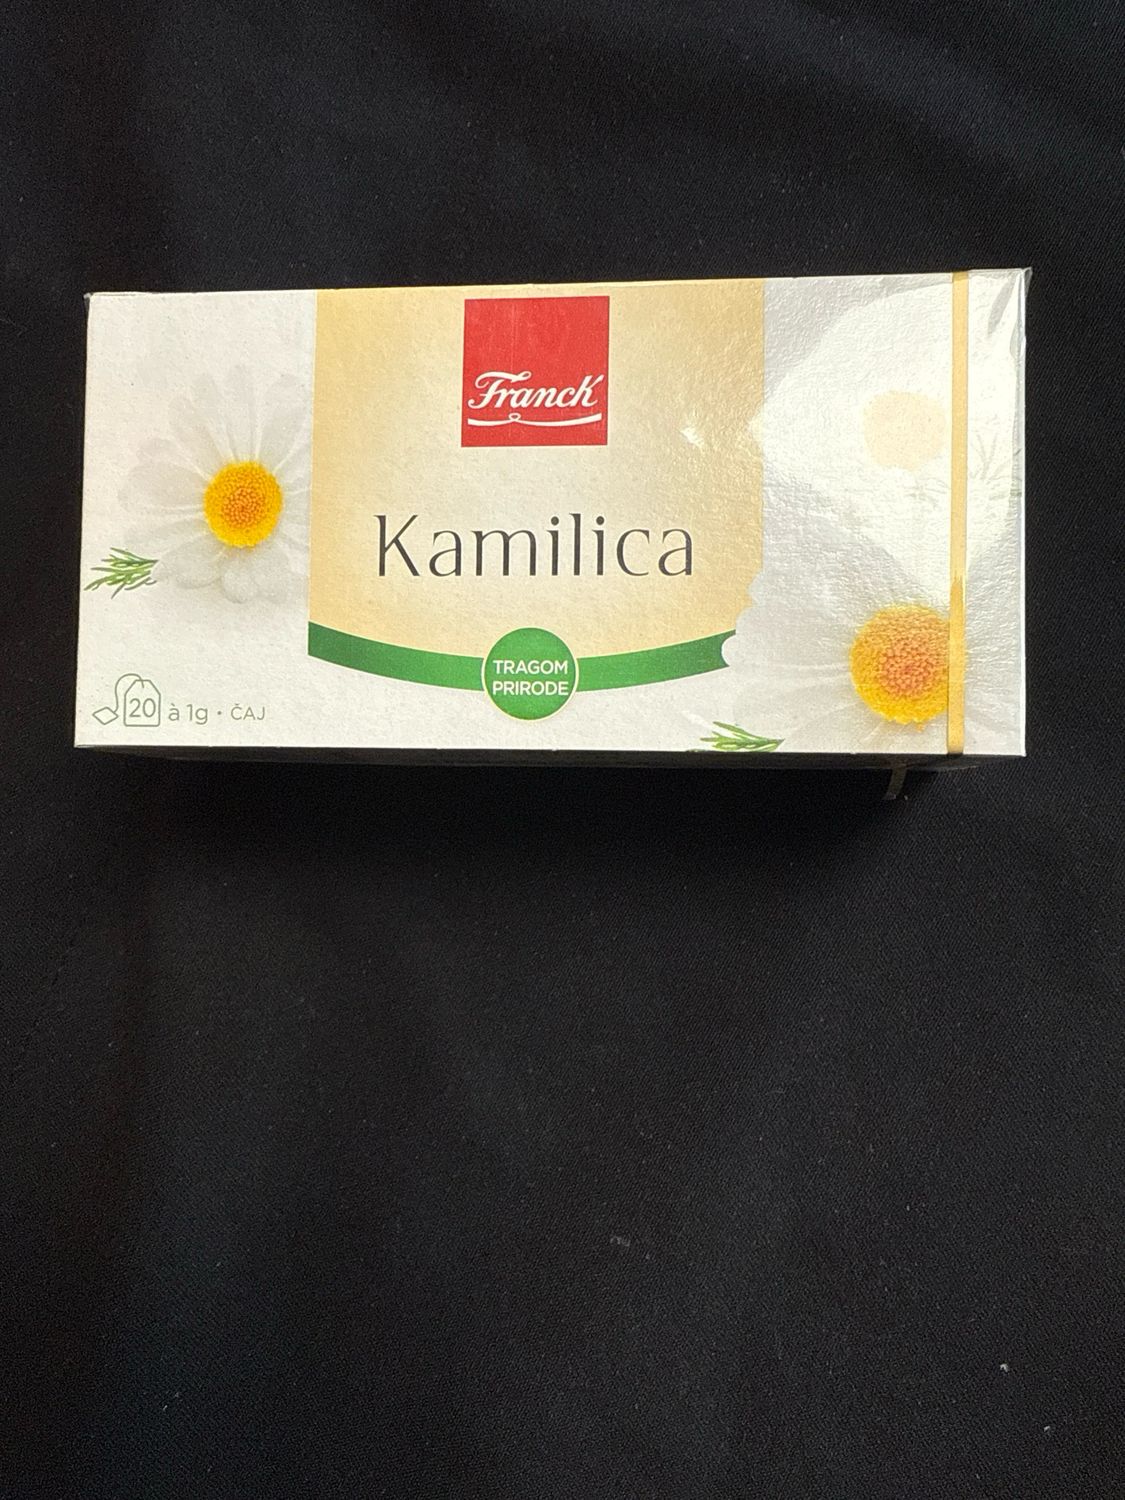 Franck
Kamilica
TRAGOM
PRIRODE
20 à 1g • ČAJ